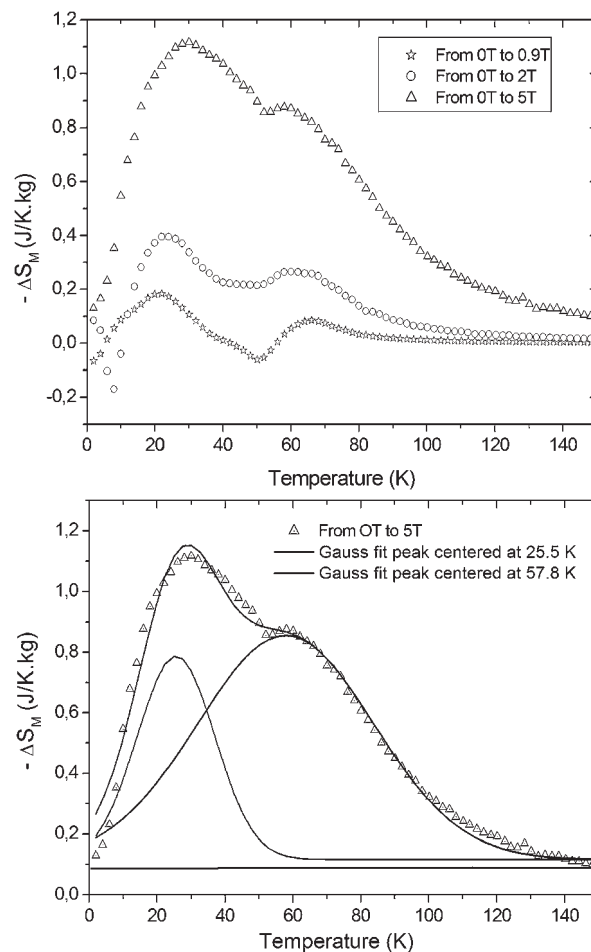 1,2
1,0
0,8
0,6
0,4
0,2
0,0
-0,2
- ΔS_M (J/K.kg)
From 0T to 0.9T
From 0T to 2T
From 0T to 5T
0 20 40 60 80 100 120 140
Temperature (K)
1,2
1,0
0,8
0,6
0,4
0,2
0,0
- ΔS_M (J/K.kg)
From OT to 5T
Gauss fit peak centered at 25.5 K
Gauss fit peak centered at 57.8 K
0 20 40 60 80 100 120 140
Temperature (K)